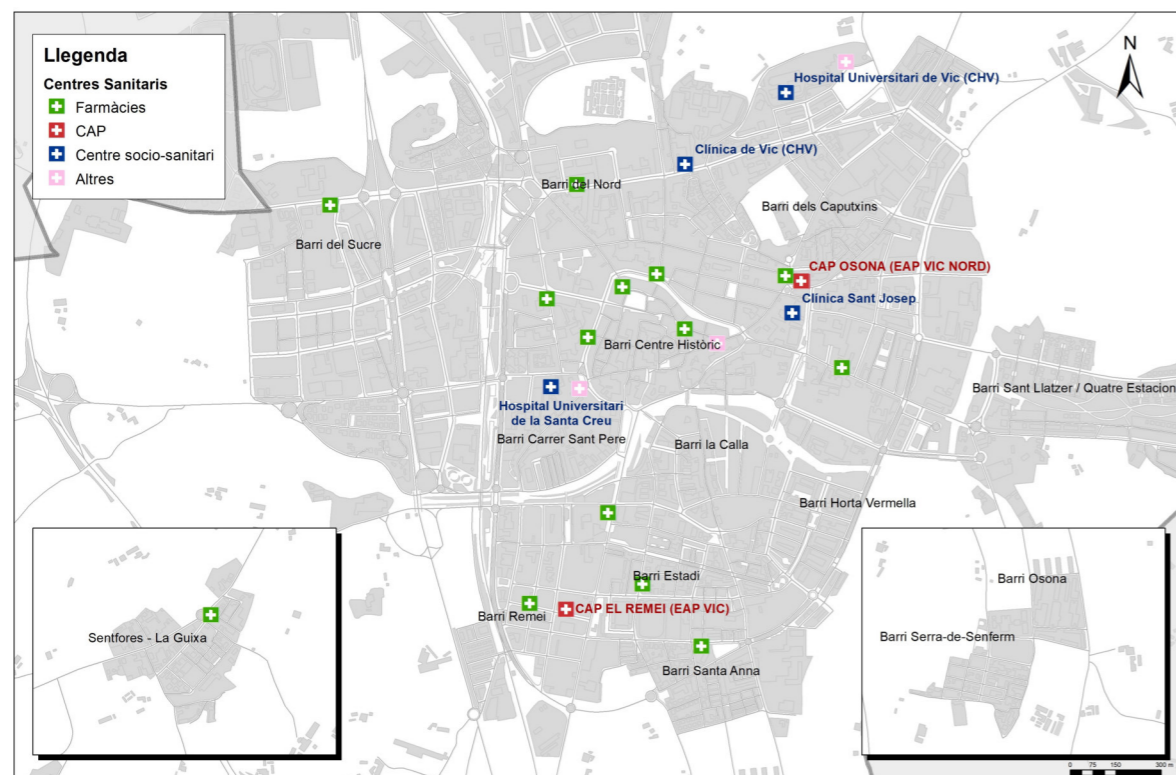 Llegenda
Centres Sanitaris
Farmàcies
CAP
Centre socio-sanitari
Altres
N
Hospital Universitari de Vic (CHV)
Clínica de Vic (CHV)
Barri del Nord
Barri dels Caputxins
Barri del Sucre
CAP OSONA (EAP VIC NORD)
Clínica Sant Josep
Barri Centre Històric
Barri Sant Llatzer / Quatre Estacion
Hospital Universitari
de la Santa Creu
Barri Carrer Sant Pere
Barri la Calla
Barri Horta Vermella
Barri Estadi
Barri Remei
CAP EL REMEI (EAP VIC)
Barri Santa Anna
Sentfores - La Guixa
Barri Osona
Barri Serra-de-Senferm
0 75 150 300 m